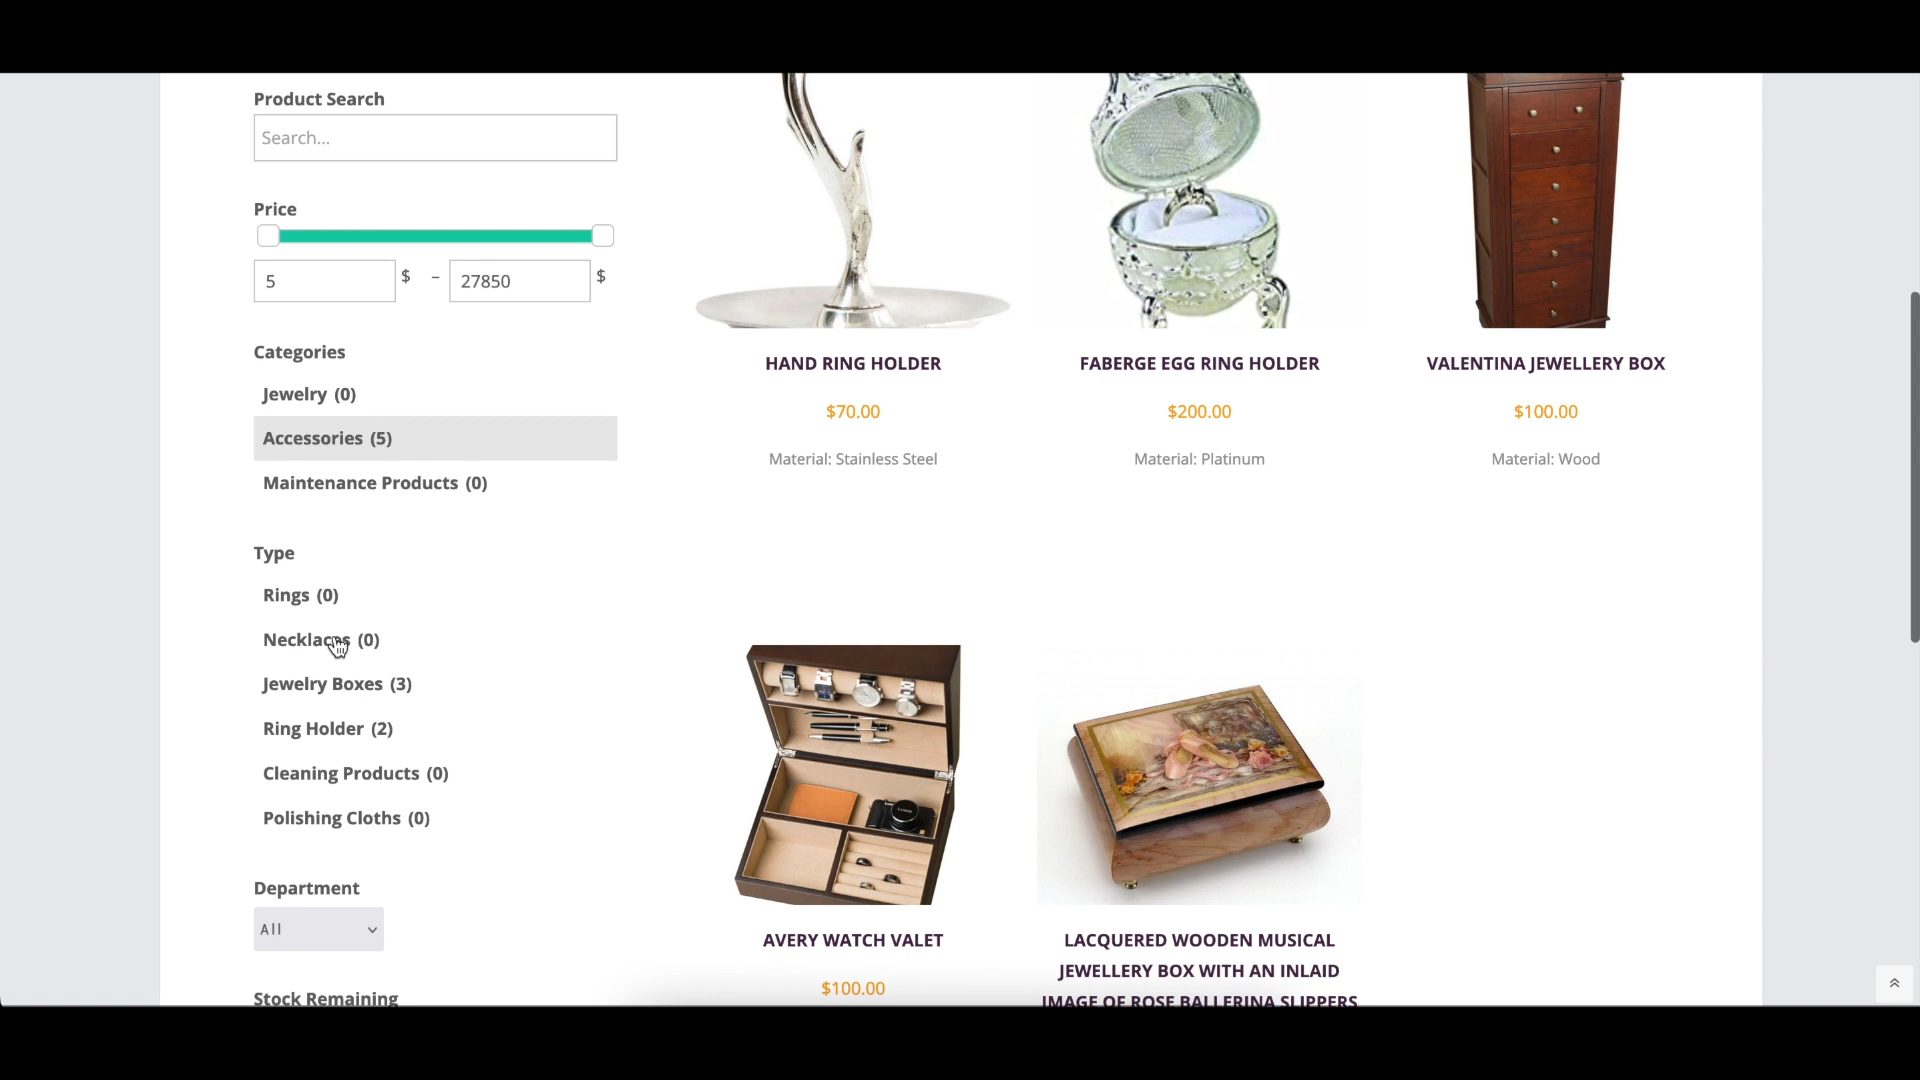 Product Search
Search...
Price
5 $ – 27850 $
Categories
Jewelry (0)
Accessories (5)
Maintenance Products (0)
Type
Rings (0)
Necklaces (0)
Jewelry Boxes (3)
Ring Holder (2)
Cleaning Products (0)
Polishing Cloths (0)
Department
All
Stock Remaining
HAND RING HOLDER
$70.00
Material: Stainless Steel
FABERGE EGG RING HOLDER
$200.00
Material: Platinum
VALENTINA JEWELLERY BOX
$100.00
Material: Wood
AVERY WATCH VALET
$100.00
LACQUERED WOODEN MUSICAL
JEWELLERY BOX WITH AN INLAID
IMAGE OF ROSE BALLERINA SLIPPERS